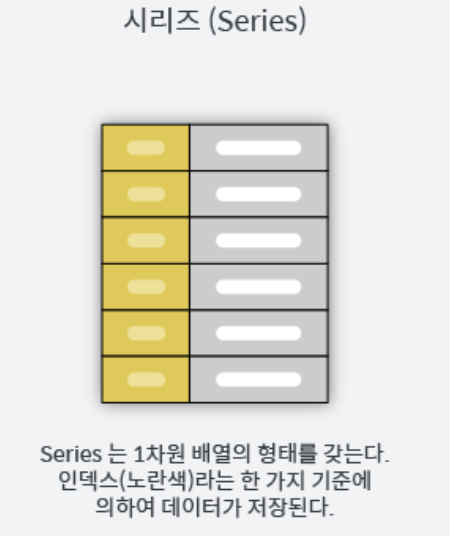 시리즈 (Series)
Series 는 1차원 배열의 형태를 갖는다.
인덱스(노란색)라는 한 가지 기준에
의하여 데이터가 저장된다.